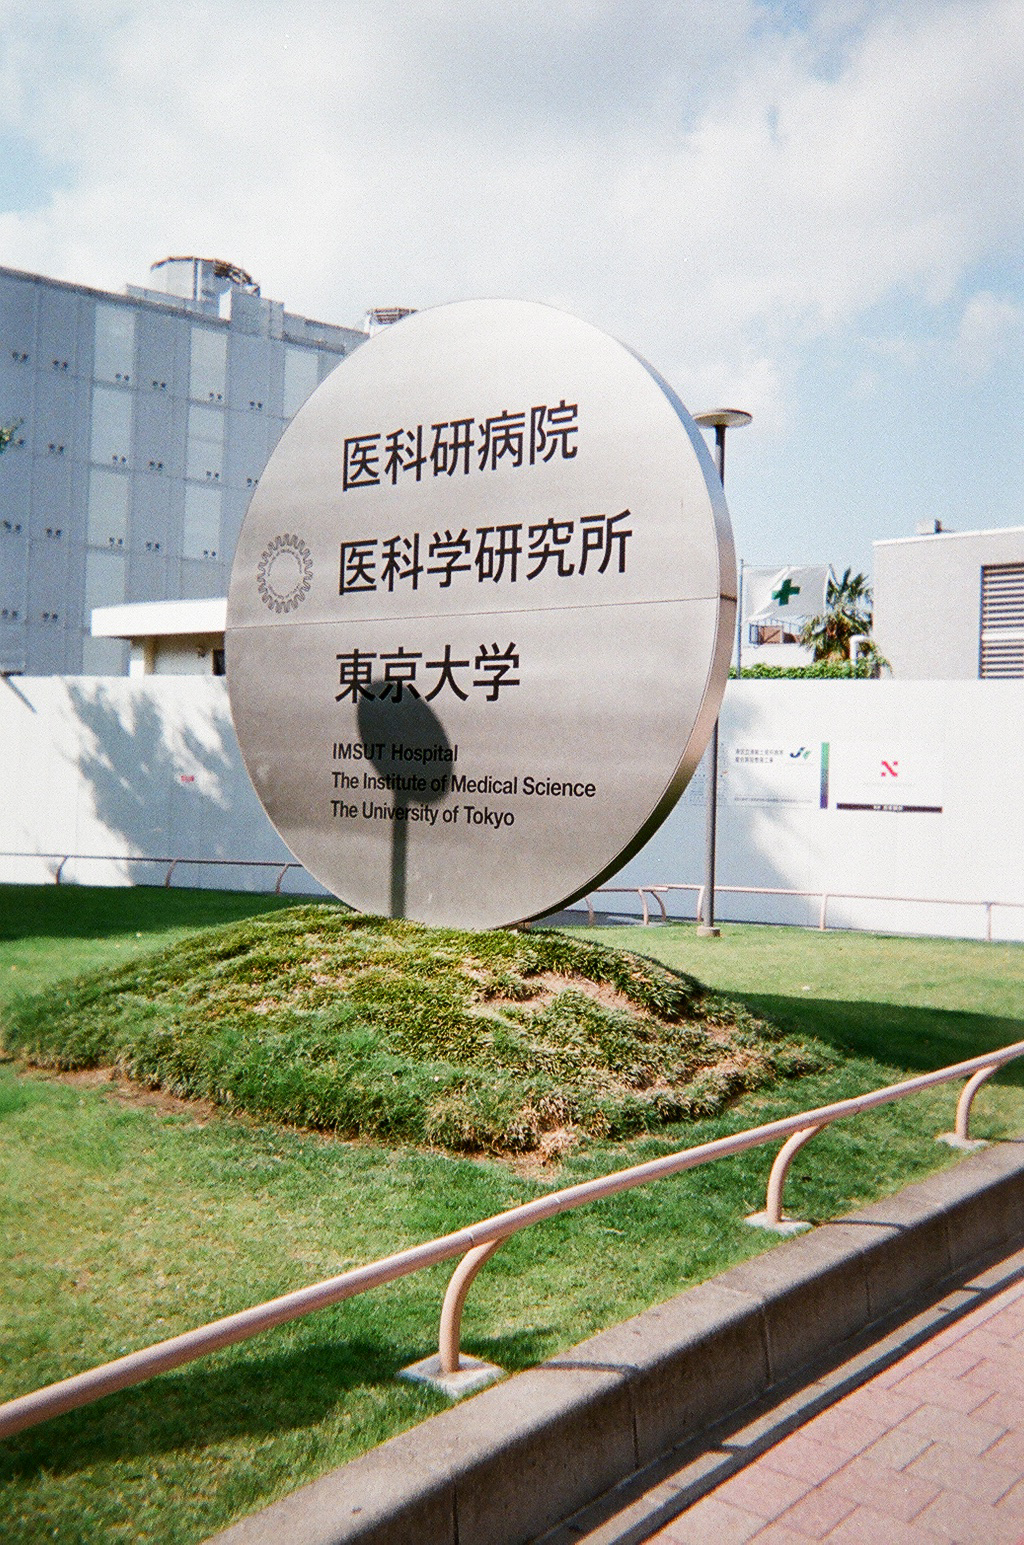 医科研病院
医科学研究所
東京大学
IMSUT Hospital
The Institute of Medical Science
The University of Tokyo